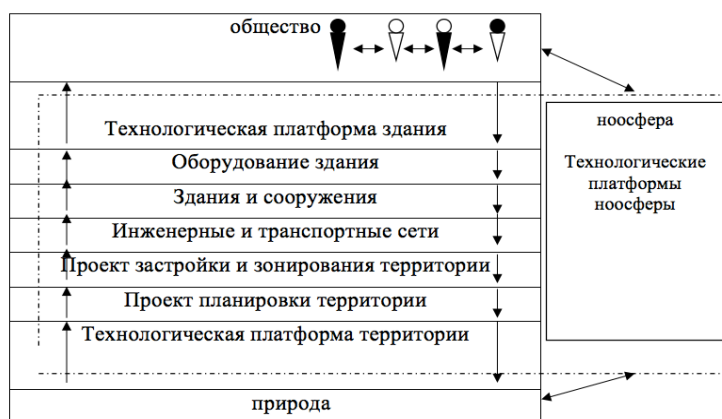 общество
Технологическая платформа здания
Оборудование здания
Здания и сооружения
Инженерные и транспортные сети
Проект застройки и зонирования территории
Проект планировки территории
Технологическая платформа территории
природа
ноосфера
Технологические
платформы
ноосферы